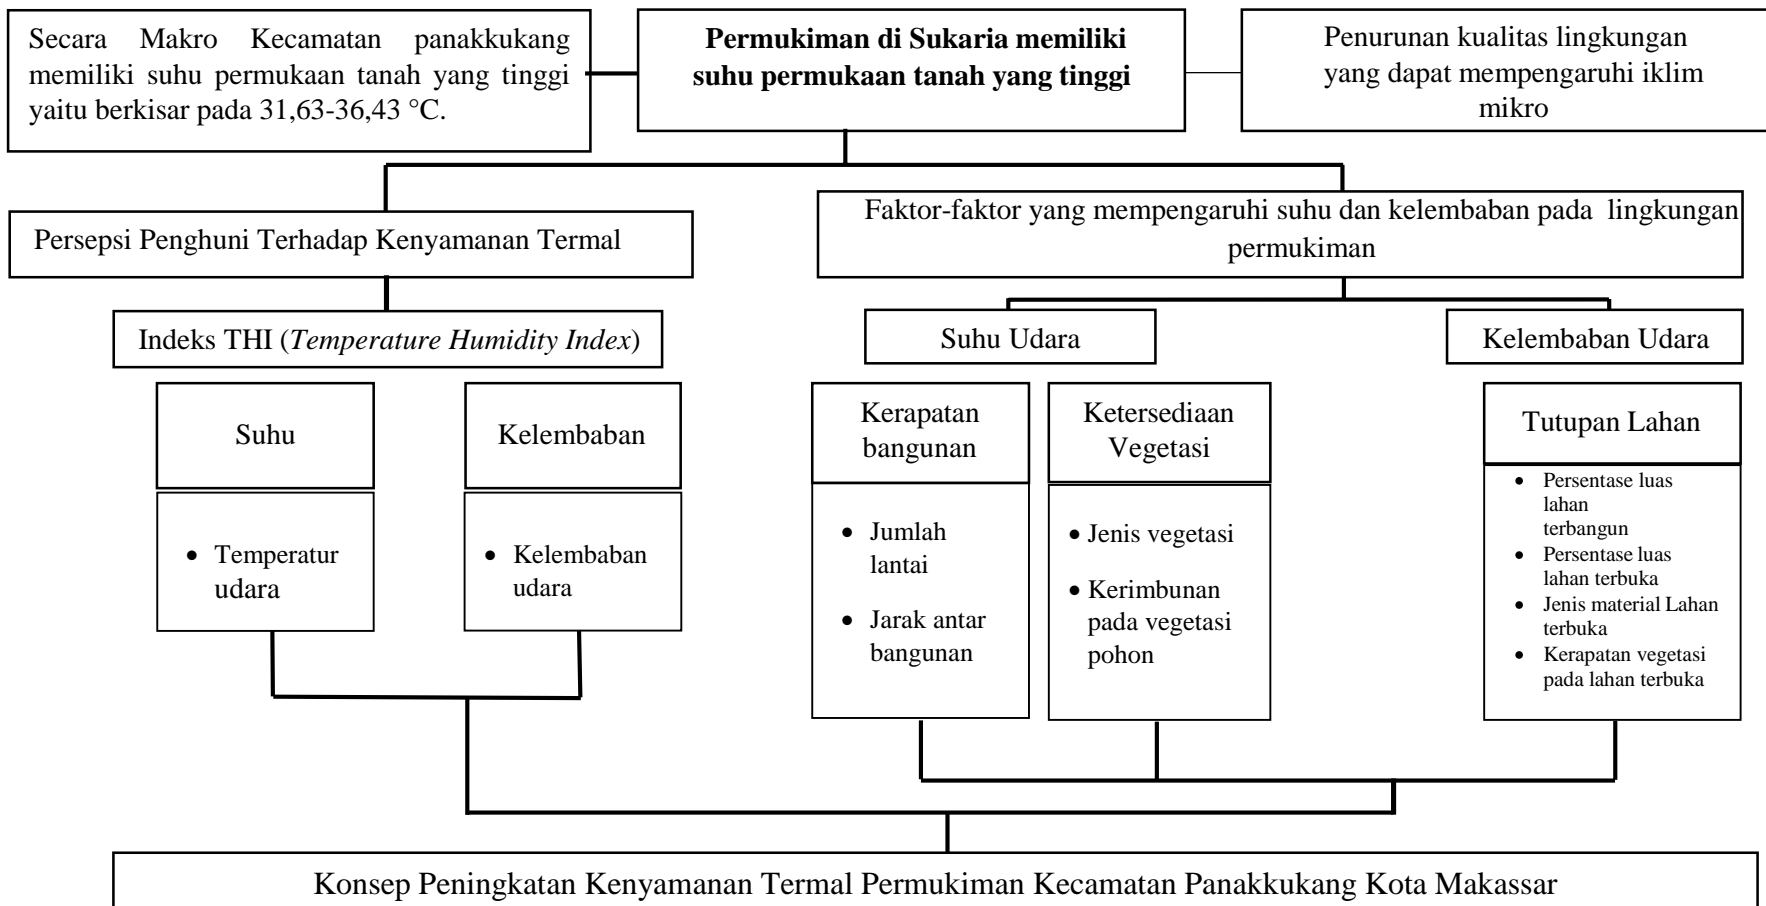 Secara Makro Kecamatan panakkukang
memiliki suhu permukaan tanah yang tinggi
yaitu berkisar pada 31,63-36,43 °C.
Permukiman di Sukaria memiliki
suhu permukaan tanah yang tinggi
Penurunan kualitas lingkungan
yang dapat mempengaruhi iklim
mikro
Persepsi Penghuni Terhadap Kenyamanan Termal
Faktor-faktor yang mempengaruhi suhu dan kelembaban pada lingkungan
permukiman
Indeks THI (Temperature Humidity Index)
Suhu Udara
Kelembaban Udara
Suhu
Kelembaban
Kerapatan
bangunan
Ketersediaan
Vegetasi
Tutupan Lahan
• Temperatur
udara
• Kelembaban
udara
• Jumlah
lantai
• Jarak antar
bangunan
• Jenis vegetasi
• Kerimbunan
pada vegetasi
pohon
• Persentase luas
lahan
terbangun
• Persentase luas
lahan terbuka
• Jenis material Lahan
terbuka
• Kerapatan vegetasi
pada lahan terbuka
Konsep Peningkatan Kenyamanan Termal Permukiman Kecamatan Panakkukang Kota Makassar